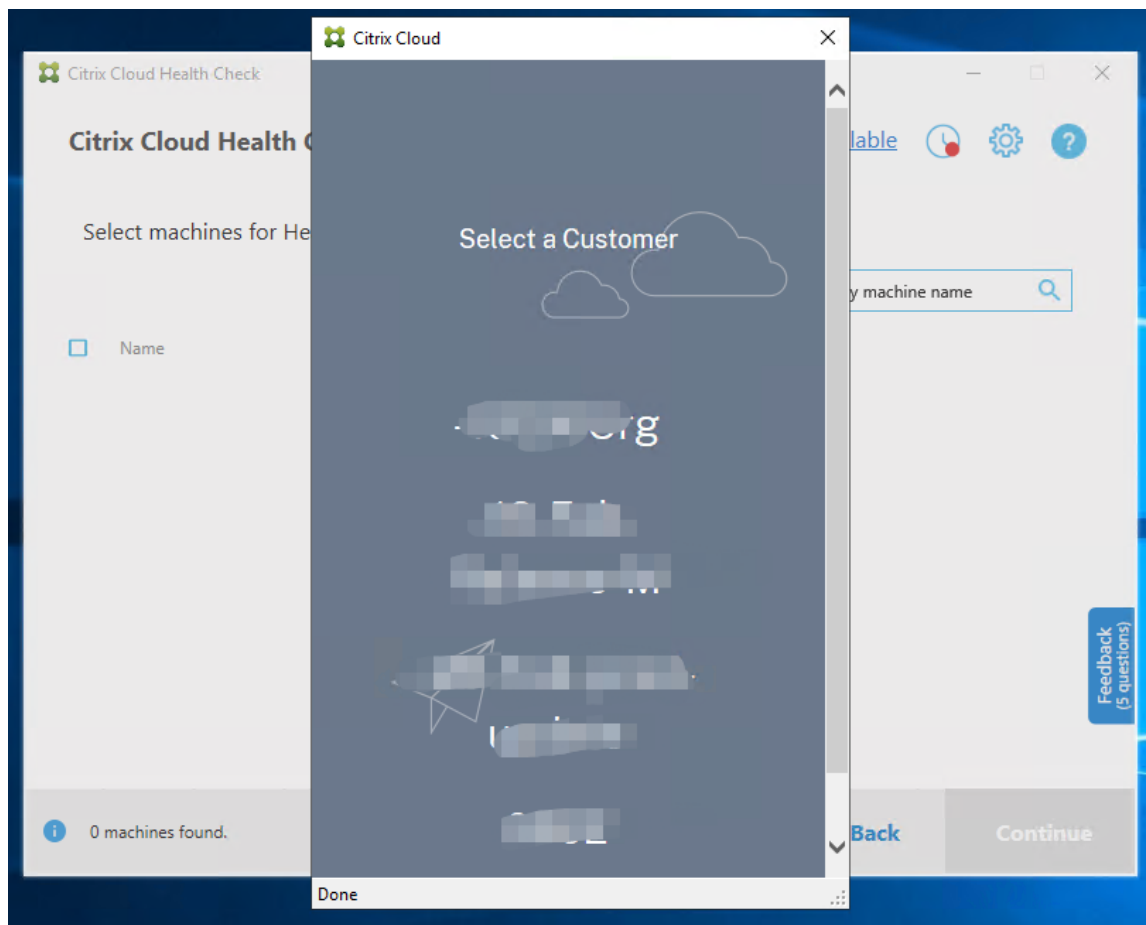 Citrix Cloud
Citrix Cloud Health Check
Citrix Cloud Health
lable
?
Select machines for He
Select a Customer
y machine name
Name
Feedback
(5 questions)
i
0 machines found.
Back
Continue
Done